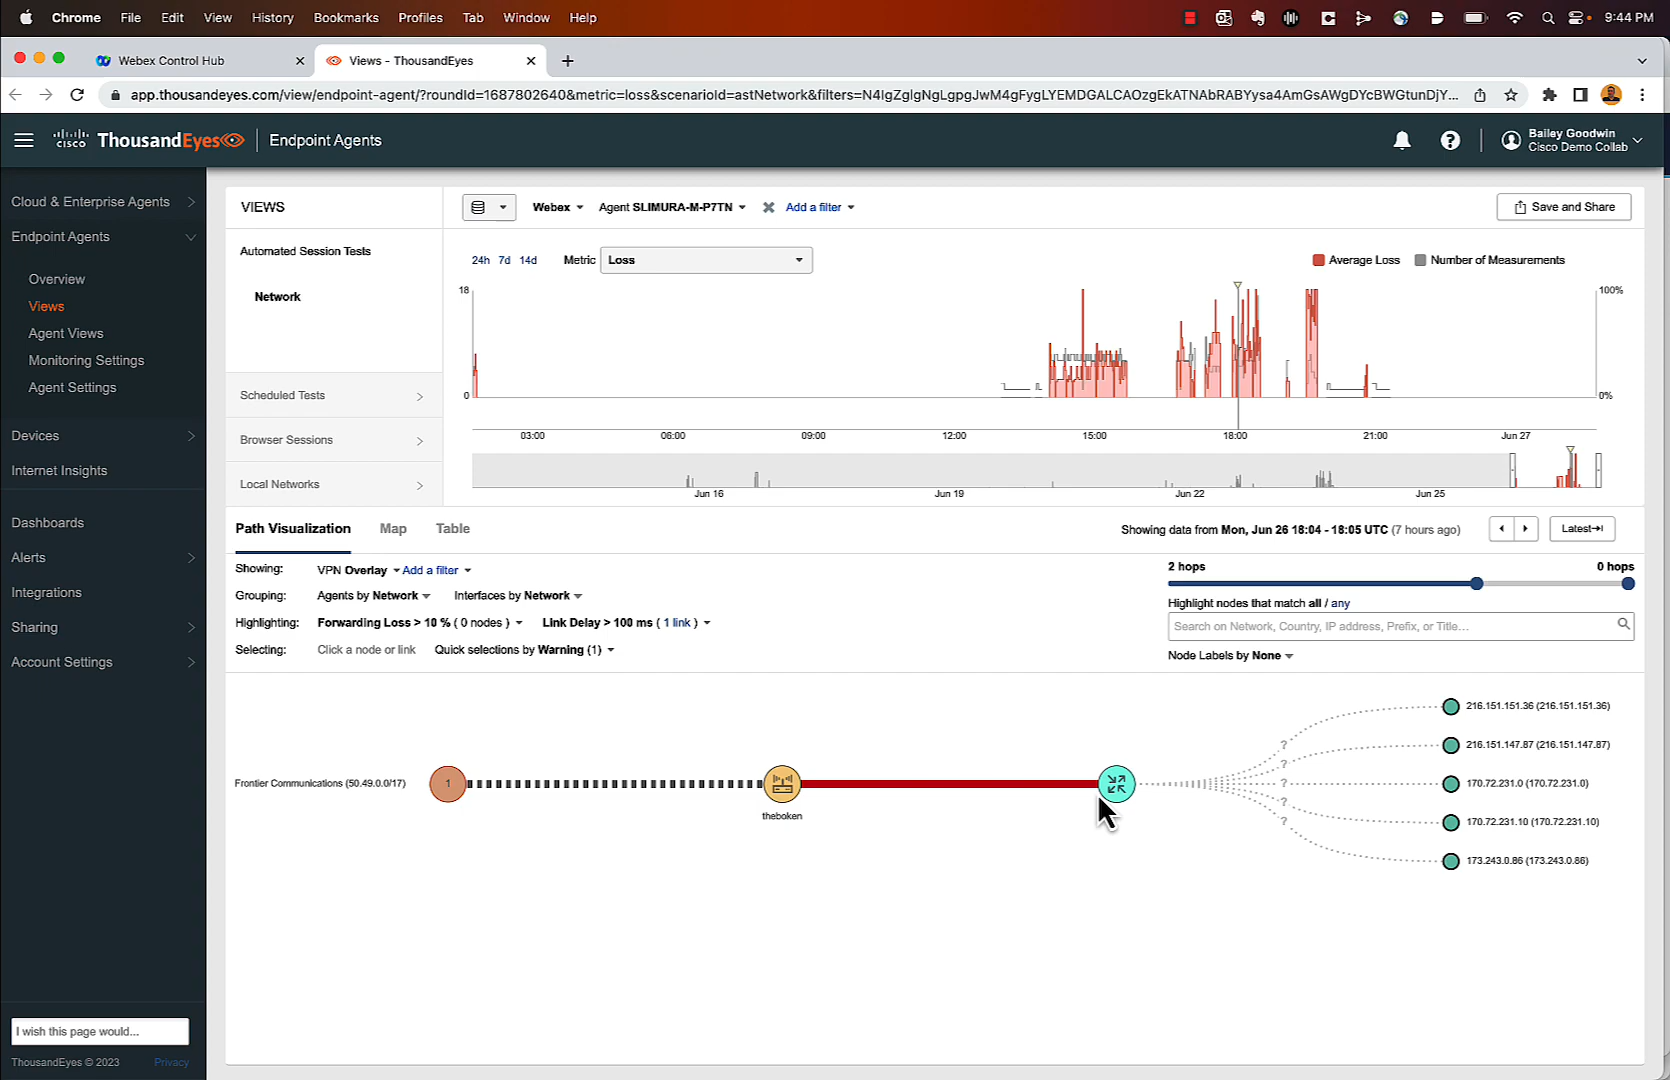 Chrome File Edit View History Bookmarks Profiles Tab Window Help 9:44 PM
Webex Control Hub Views - ThousandEyes
app.thousandeyes.com/view/endpoint-agent/?roundId=1687802640&metric=loss&scenarioId=astNetwork&filters=
cisco ThousandEyes Endpoint Agents
Bailey Goodwin
Cisco Demo Collab
Cloud & Enterprise Agents
Endpoint Agents
Overview
Views
Agent Views
Monitoring Settings
Agent Settings
Devices
Internet Insights
Dashboards
Alerts
Integrations
Sharing
Account Settings
I wish this page would...
ThousandEyes © 2023 Privacy
VIEWS
Automated Session Tests
Network
Scheduled Tests
Browser Sessions
Local Networks
Webex Agent SLIMURA-M-P7TN Add a filter Save and Share
24h 7d 14d Metric Loss Average Loss Number of Measurements
18 100%
0 0%
03:00 06:00 09:00 12:00 15:00 18:00 21:00 Jun 27
Jun 16 Jun 19 Jun 22 Jun 25
Path Visualization Map Table Showing data from Mon, Jun 26 18:04 - 18:05 UTC (7 hours ago) Latest
Showing: VPN Overlay Add a filter
Grouping: Agents by Network Interfaces by Network
Highlighting: Forwarding Loss > 10 % ( 0 nodes ) Link Delay > 100 ms ( 1 link )
Selecting: Click a node or link Quick selections by Warning (1)
2 hops 0 hops
Highlight nodes that match all / any
Search on Network, Country, IP address, Prefix, or Title...
Node Labels by None
Frontier Communications (50.49.0.0/17) 1
theboken
?
?
?
?
?
216.151.151.36 (216.151.151.36)
216.151.147.87 (216.151.147.87)
170.72.231.0 (170.72.231.0)
170.72.231.10 (170.72.231.10)
173.243.0.86 (173.243.0.86)